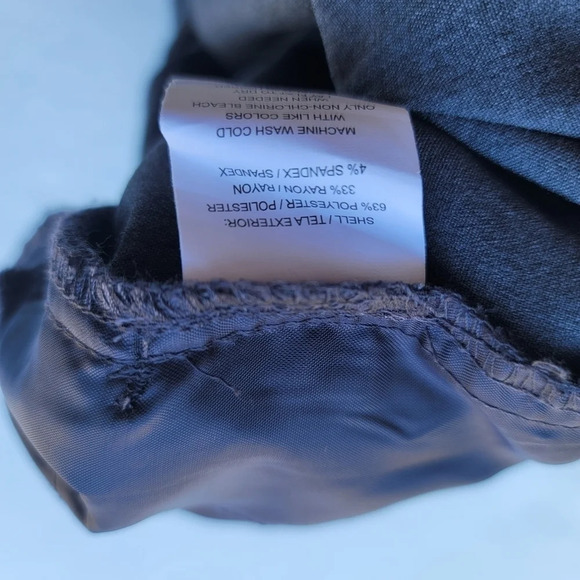 SHELL / TELA EXTERIOR:
63% POLYESTER / POLIESTER
33% RAYON / RAYON
4% SPANDEX / SPANDEX
MACHINE WASH COLD
WITH LIKE COLORS
ONLY NON-CHLORINE BLEACH
WHEN NEEDED